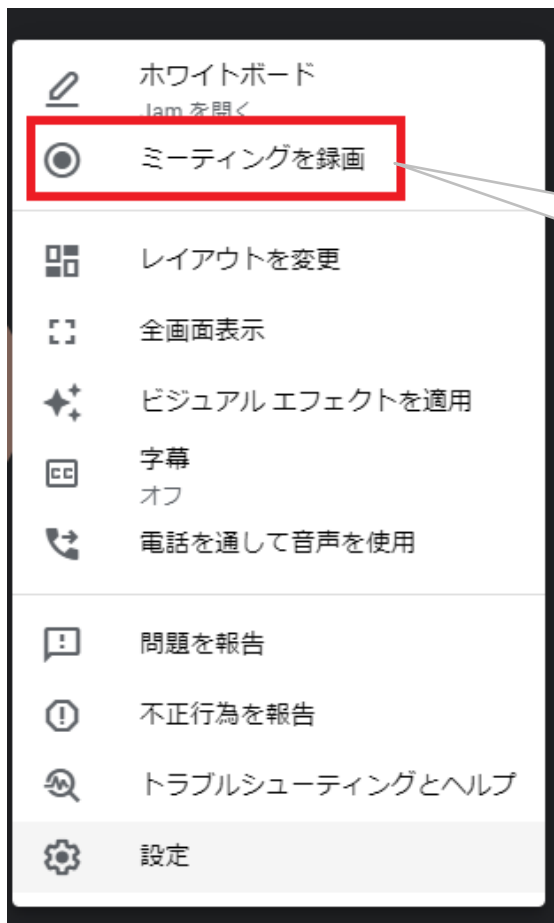 ホワイトボード
Jam を開く
ミーティングを録画
レイアウトを変更
全画面表示
ビジュアル エフェクトを適用
字幕
オフ
電話を通して音声を使用
問題を報告
不正行為を報告
トラブルシューティングとヘルプ
設定